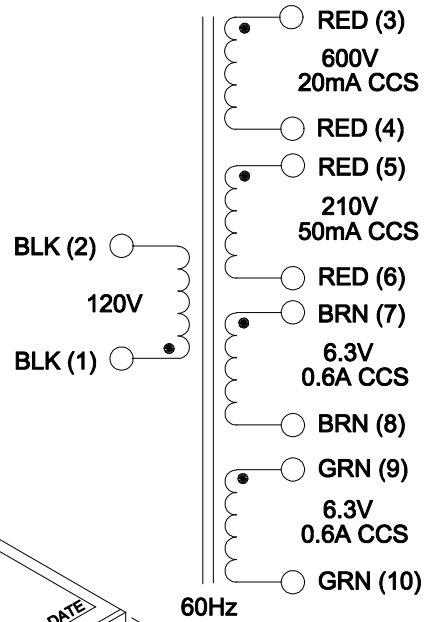 RED (3)
600V
20mA CCS
RED (4)
RED (5)
210V
50mA CCS
RED (6)
BLK (2)
120V
BLK (1)
BRN (7)
6.3V
0.6A CCS
BRN (8)
GRN (9)
6.3V
0.6A CCS
GRN (10)
60Hz
DATE